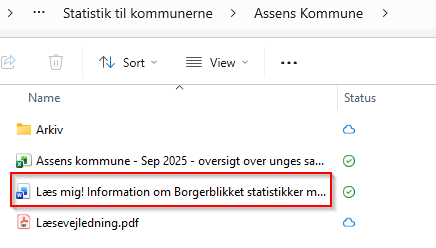 Statistik til kommunerne > Assens Kommune >
Sort View
Name Status
Arkiv
Assens kommune - Sep 2025 - oversigt over unges sa...
Læs mig! Information om Borgerblikket statistikker m...
Læsevejledning.pdf